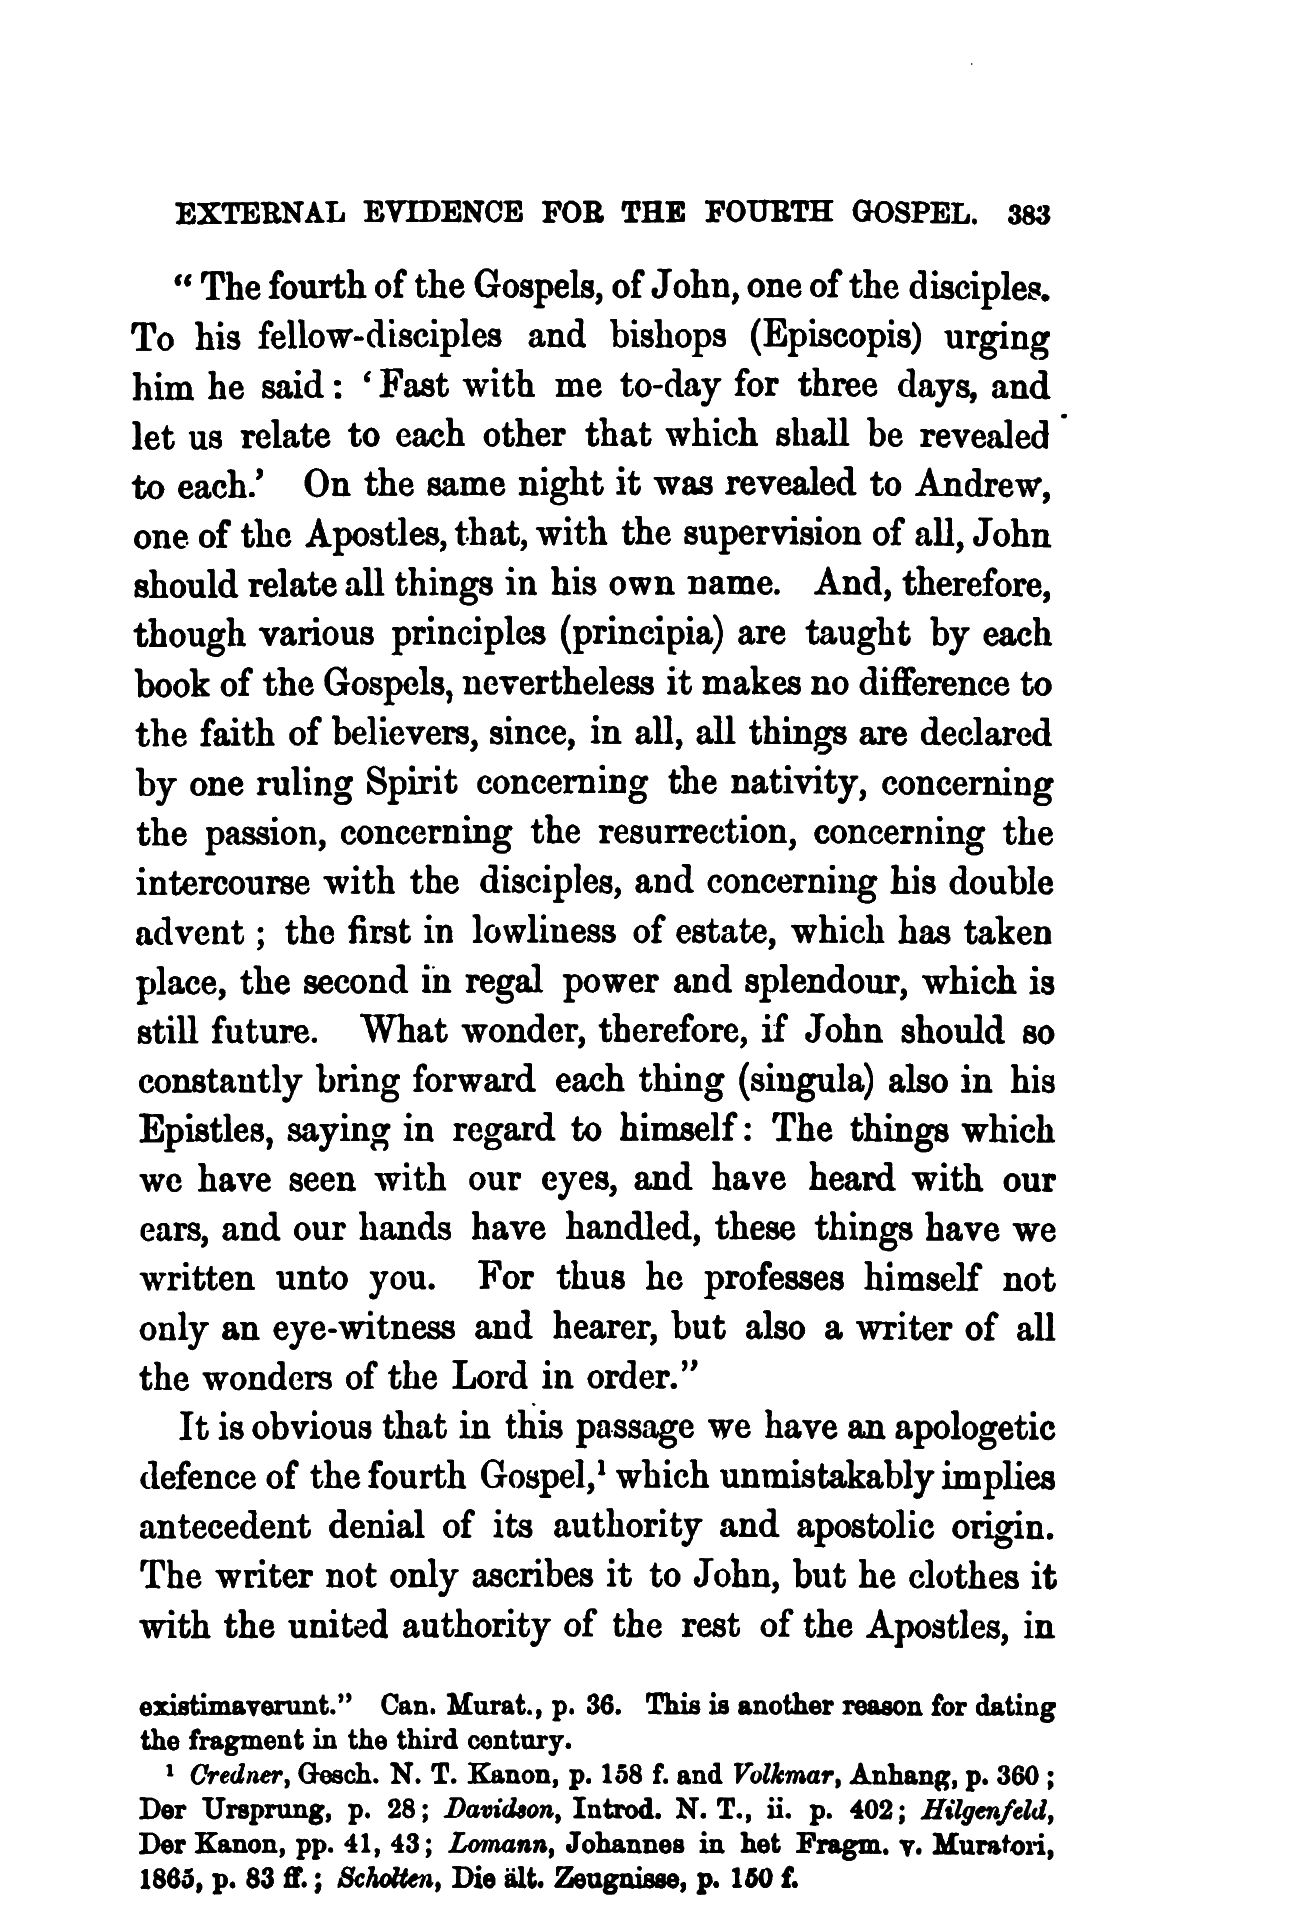 EXTERNAL EVIDENCE FOR THE FOURTH GOSPEL. 383
“ The fourth of the Gospels, of John, one of the disciples.
To his fellow-disciples and bishops (Episcopis) urging
him he said : ‘ Fast with me to-day for three days, and
let us relate to each other that which shall be revealed
to each.’ On the same night it was revealed to Andrew,
one of the Apostles, that, with the supervision of all, John
should relate all things in his own name. And, therefore,
though various principles (principia) are taught by each
book of the Gospels, nevertheless it makes no difference to
the faith of believers, since, in all, all things are declared
by one ruling Spirit concerning the nativity, concerning
the passion, concerning the resurrection, concerning the
intercourse with the disciples, and concerning his double
advent ; the first in lowliness of estate, which has taken
place, the second in regal power and splendour, which is
still future. What wonder, therefore, if John should so
constantly bring forward each thing (singula) also in his
Epistles, saying in regard to himself : The things which
we have seen with our eyes, and have heard with our
ears, and our hands have handled, these things have we
written unto you. For thus he professes himself not
only an eye-witness and hearer, but also a writer of all
the wonders of the Lord in order.”
It is obvious that in this passage we have an apologetic
defence of the fourth Gospel,¹ which unmistakably implies
antecedent denial of its authority and apostolic origin.
The writer not only ascribes it to John, but he clothes it
with the united authority of the rest of the Apostles, in
existimaverunt.” Can. Murat., p. 36. This is another reason for dating
the fragment in the third century.
¹ Credner, Gesch. N. T. Kanon, p. 158 f. and Volkmar, Anhang, p. 360 ;
Der Ursprung, p. 28 ; Davidson, Introd. N. T., ii. p. 402 ; Hilgenfeld,
Der Kanon, pp. 41, 43 ; Lomann, Johannes in het Fragm. v. Muratori,
1865, p. 83 ff. ; Scholten, Die ält. Zeugnisse, p. 150 f.